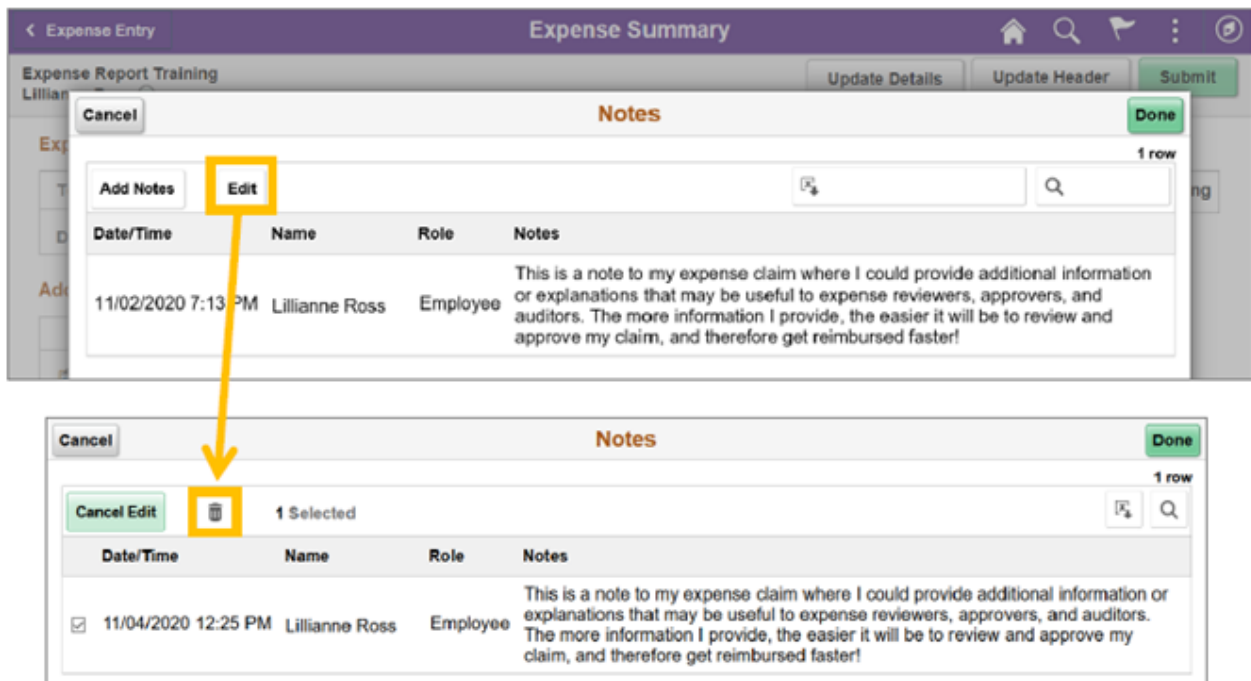 Expense Entry
Expense Summary
Expense Report Training
Update Details
Update Header
Submit
Cancel
Notes
Done
1 row
Add Notes
Edit
Date/Time Name Role Notes
This is a note to my expense claim where I could provide additional information
11/02/2020 7:13 PM Lillianne Ross Employee or explanations that may be useful to expense reviewers, approvers, and
auditors. The more information I provide, the easier it will be to review and
approve my claim, and therefore get reimbursed faster!
Cancel
Notes
Done
1 row
Cancel Edit
1 Selected
Date/Time Name Role Notes
This is a note to my expense claim where I could provide additional information or
11/04/2020 12:25 PM Lillianne Ross Employee explanations that may be useful to expense reviewers, approvers, and auditors.
The more information I provide, the easier it will be to review and approve my
claim, and therefore get reimbursed faster!